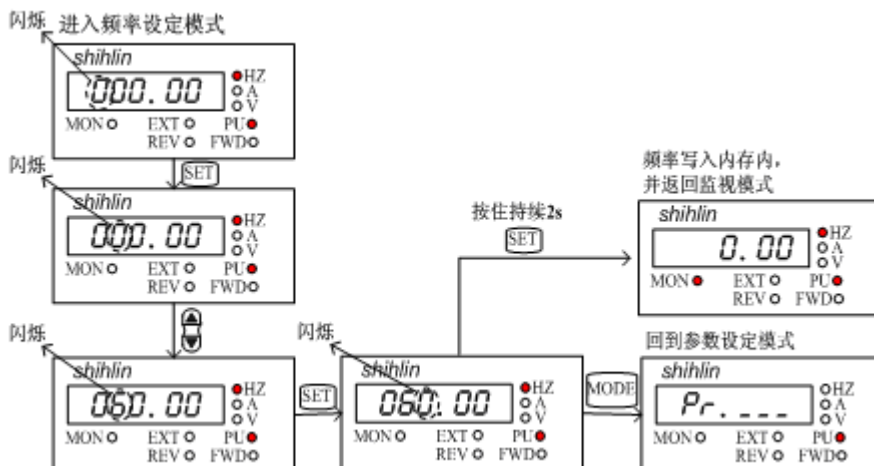 闪烁
进入频率设定模式
shihlin
000.00
HZ
A
V
MON EXT PU
REV FWD
SET
闪烁
shihlin
000.00
HZ
A
V
MON EXT PU
REV FWD
闪烁
shihlin
060.00
HZ
A
V
MON EXT PU
REV FWD
SET
闪烁
shihlin
060.00
HZ
A
V
MON EXT PU
REV FWD
按住持续2s
SET
频率写入内存内，
并返回监视模式
shihlin
0.00
HZ
A
V
MON EXT PU
REV FWD
MODE
回到参数设定模式
shihlin
Pr.___
HZ
A
V
MON EXT PU
REV FWD